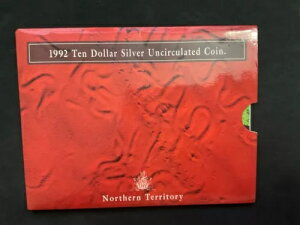 1992 Ten Dollar Silver Uncirculated Coin.
Northern Territory